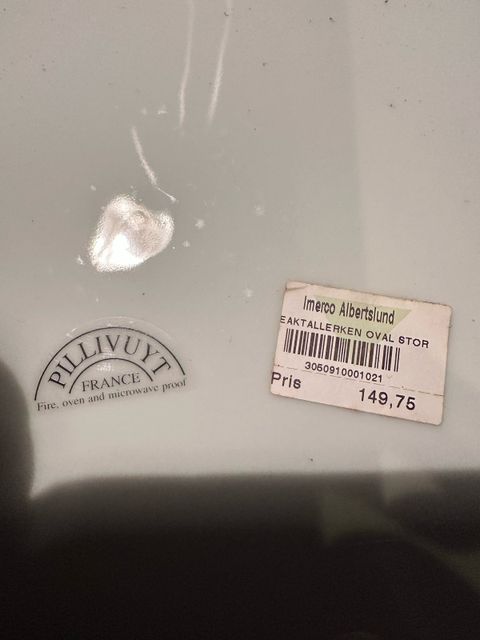 PILLIVUYT
FRANCE
Fire, oven and microwave proof
Imerco Albertslund
EAKTALLERKEN OVAL STOR
3050910001021
Pris
149,75